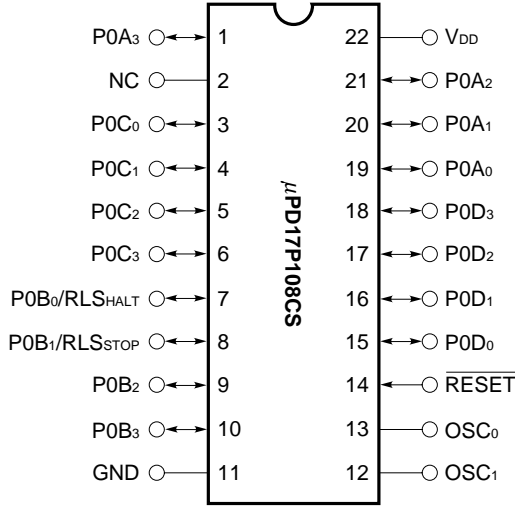 P0A3 1 22 VDD
NC 2 21 P0A2
P0C0 3 20 P0A1
P0C1 4 19 P0A0
P0C2 5 18 P0D3
P0C3 6 17 P0D2
P0B0/RLSHALT 7 16 P0D1
P0B1/RLSSTOP 8 15 P0D0
P0B2 9 14 RESET
P0B3 10 13 OSC0
GND 11 12 OSC1
μPD17P108CS